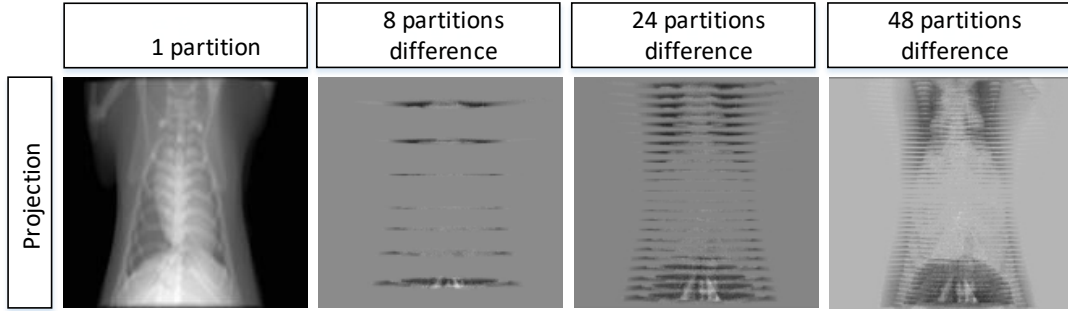 1 partition
8 partitions
difference
24 partitions
difference
48 partitions
difference
Projection